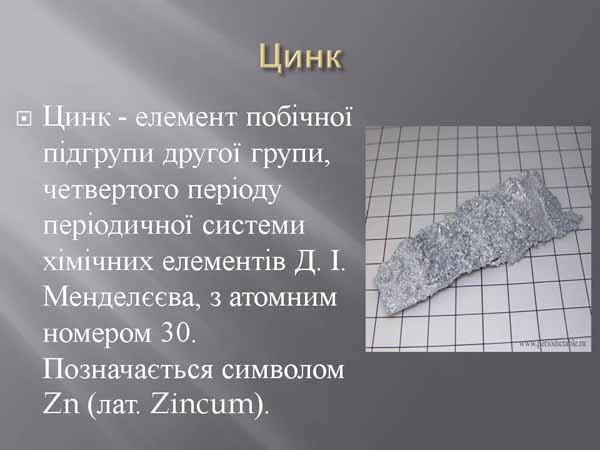 Цинк
Цинк - елемент побічної
підгрупи другої групи,
четвертого періоду
періодичної системи
хімічних елементів Д. І.
Менделєєва, з атомним
номером 30.
Позначається символом
Zn (лат. Zincum).
www.periodictable.ru